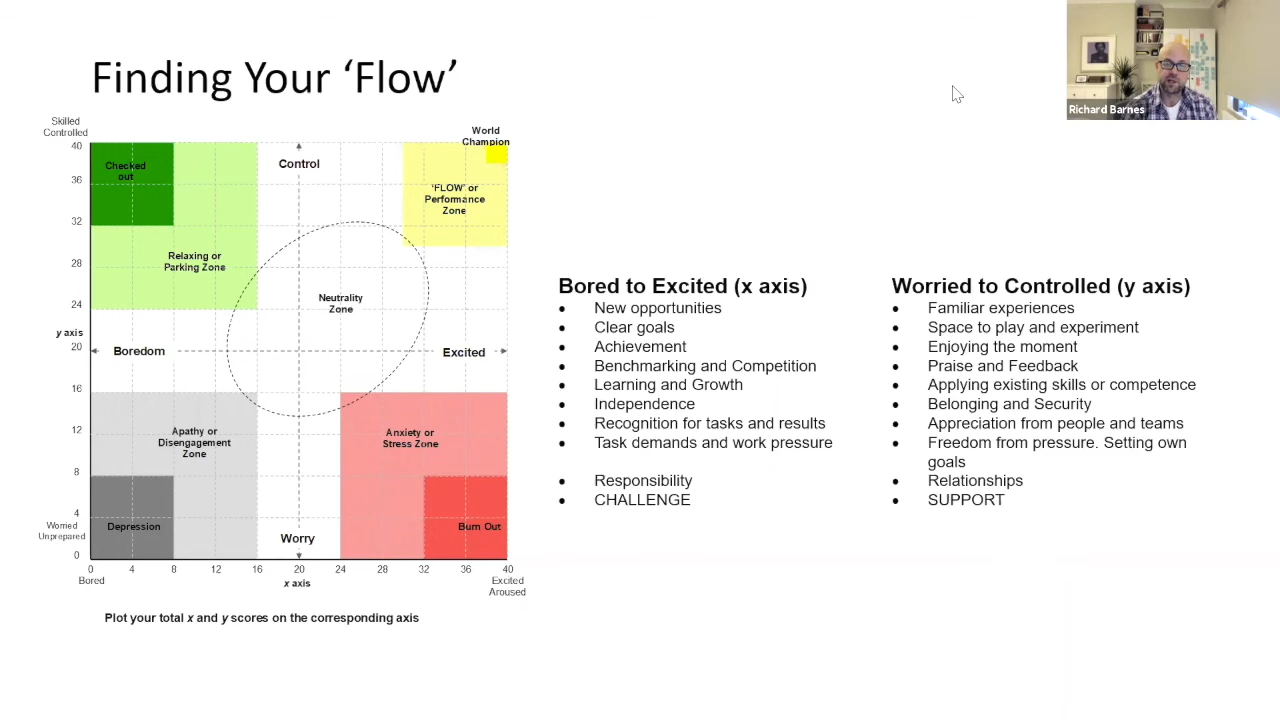 Finding Your ‘Flow’
Richard Barnes
Skilled
Controlled
World
Champion
40
36
32
28
24
y axis
20
16
12
8
4
Worried
Unprepared
0
Checked
out
Control
‘FLOW’ or
Performance
Zone
Relaxing or
Parking Zone
Neutrality
Zone
Boredom
Excited
Apathy or
Disengagement
Zone
Anxiety or
Stress Zone
Depression
Worry
Burn Out
0 4 8 12 16 20 24 28 32 36 40
Bored
x axis
Excited
Aroused
Plot your total x and y scores on the corresponding axis
Bored to Excited (x axis)
• New opportunities
• Clear goals
• Achievement
• Benchmarking and Competition
• Learning and Growth
• Independence
• Recognition for tasks and results
• Task demands and work pressure
• Responsibility
• CHALLENGE
Worried to Controlled (y axis)
• Familiar experiences
• Space to play and experiment
• Enjoying the moment
• Praise and Feedback
• Applying existing skills or competence
• Belonging and Security
• Appreciation from people and teams
• Freedom from pressure. Setting own
goals
• Relationships
• SUPPORT